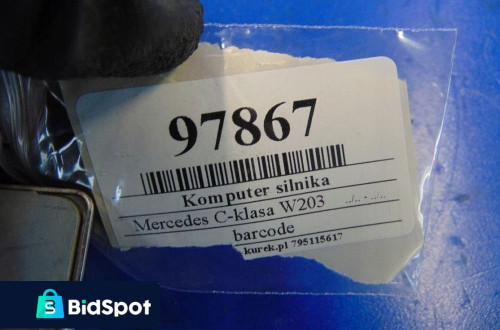 97867
Komputer silnika
Mercedes C-klasa W203 ../.. - ../..
barcode
kurek.pl 795115617
S BidSpot